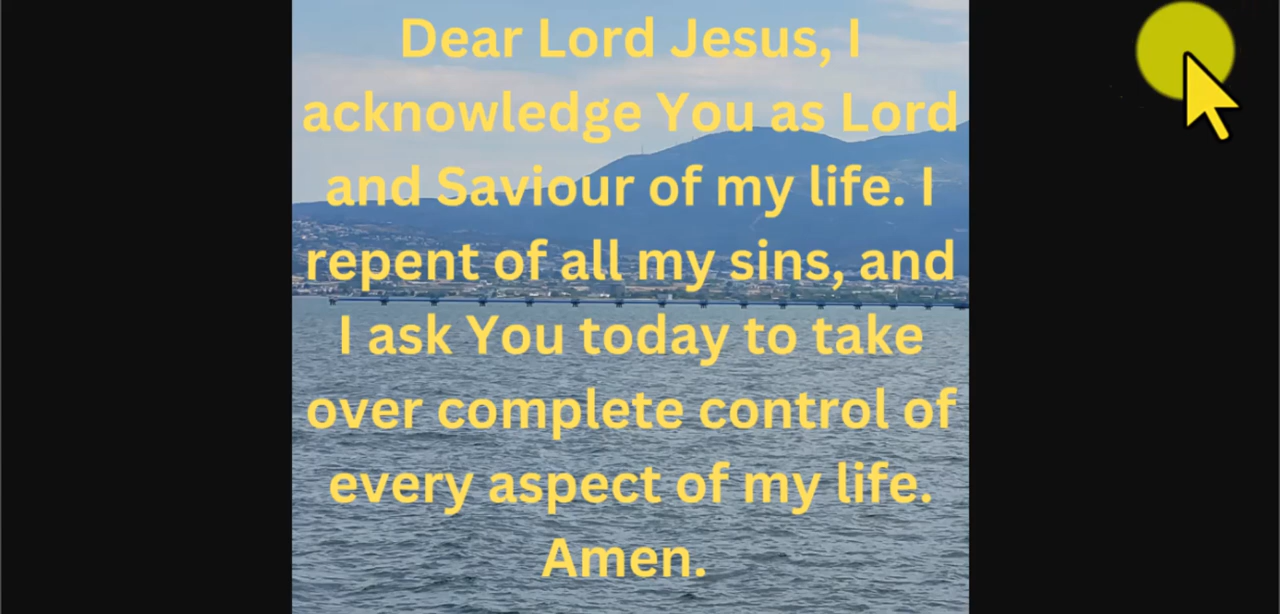 Dear Lord Jesus, I
acknowledge You as Lord
and Saviour of my life. I
repent of all my sins, and
I ask You today to take
over complete control of
every aspect of my life.
Amen.